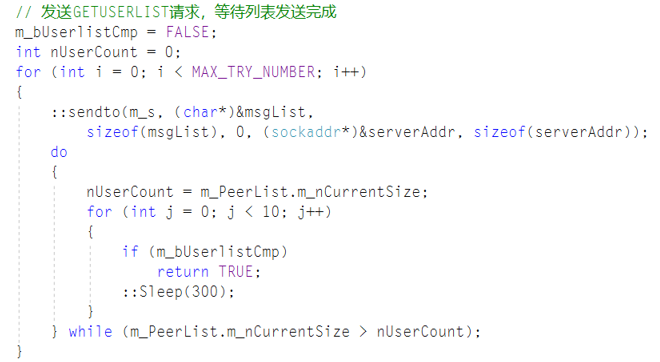 // 发送GETUSERLIST请求，等待列表发送完成
m_bUserlistCmp = FALSE;
int nUserCount = 0;
for (int i = 0; i < MAX_TRY_NUMBER; i++)
{
    ::sendto(m_s, (char*)&msgList,
        sizeof(msgList), 0, (sockaddr*)&serverAddr, sizeof(serverAddr));
    do
    {
        nUserCount = m_PeerList.m_nCurrentSize;
        for (int j = 0; j < 10; j++)
        {
            if (m_bUserlistCmp)
                return TRUE;
            ::Sleep(300);
        }
    } while (m_PeerList.m_nCurrentSize > nUserCount);
}